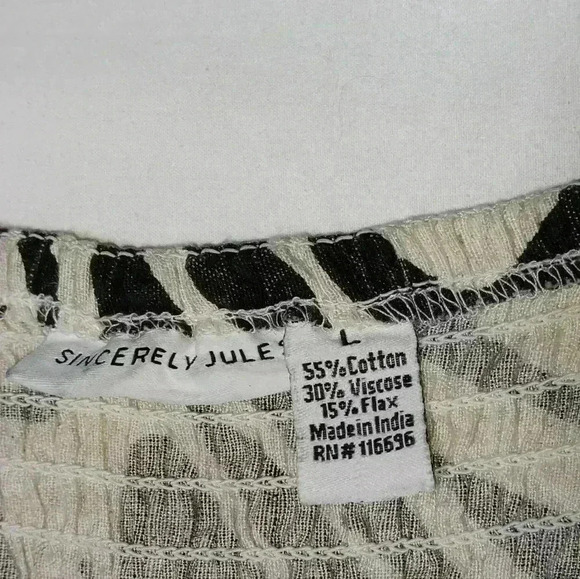 SINCERELY JULES
L
55% Cotton
30% Viscose
15% Flax
Made in India
RN# 116696